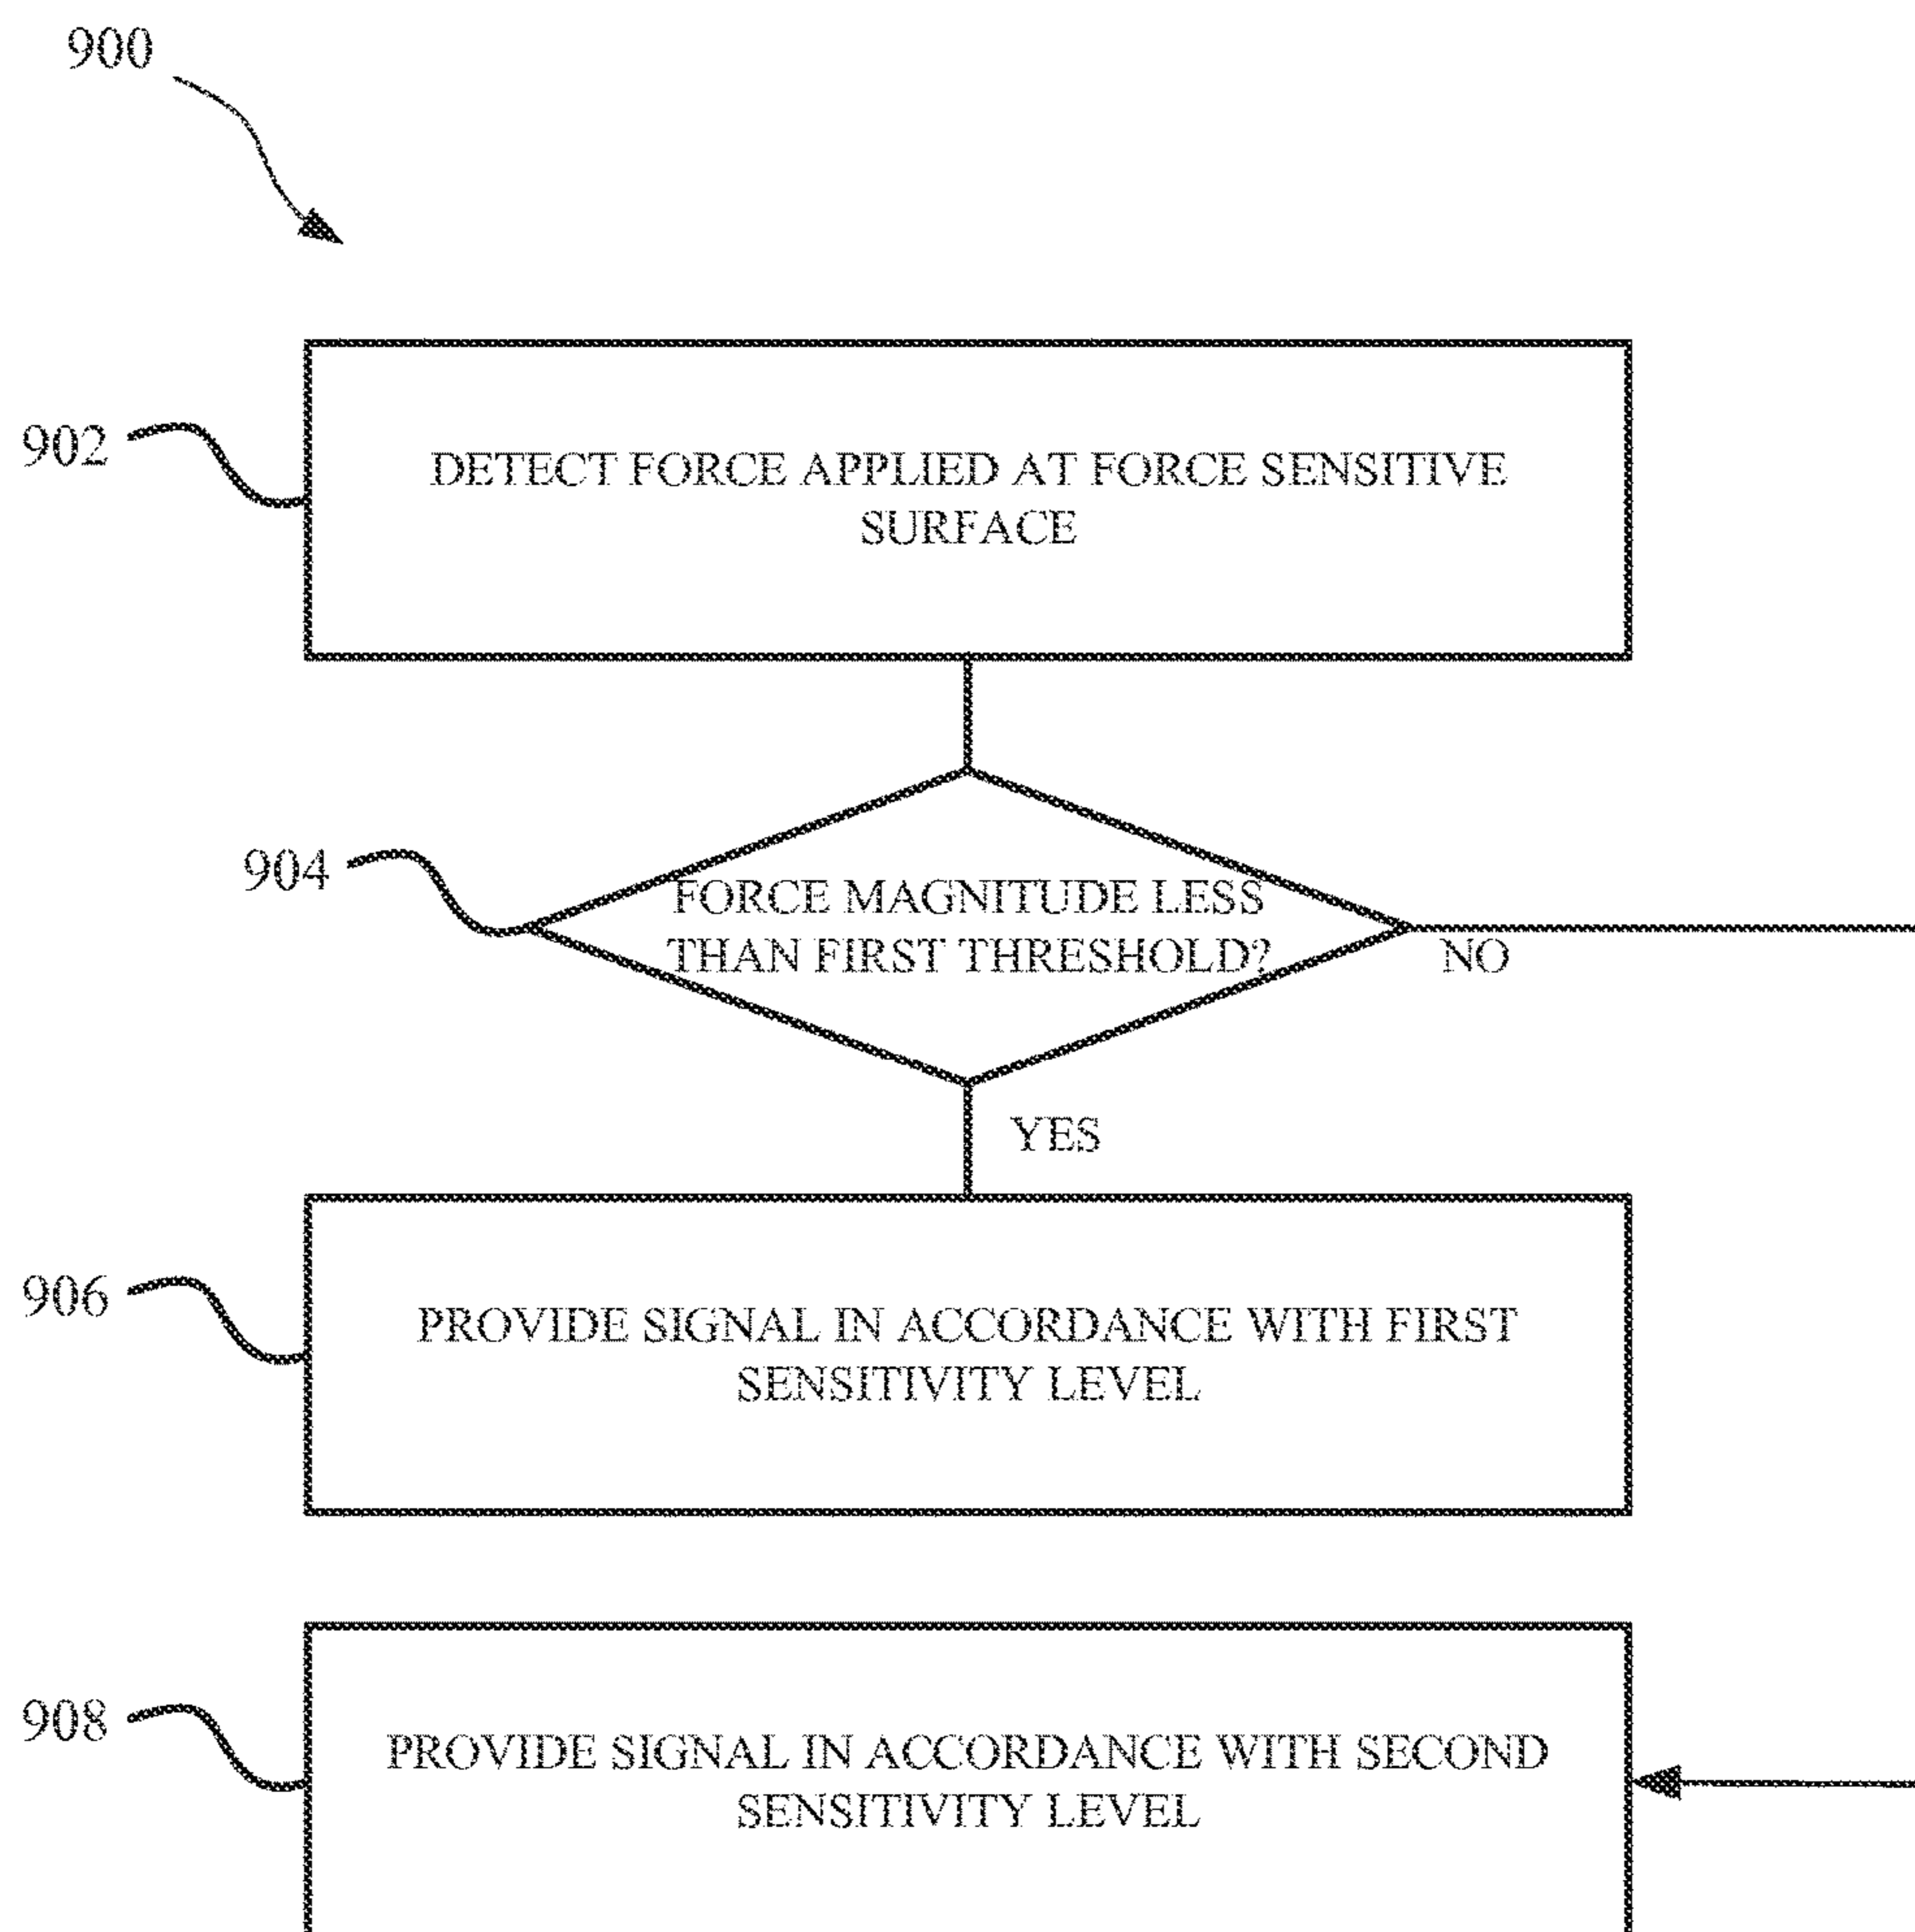 900
902
DETECT FORCE APPLIED AT FORCE SENSITIVE
SURFACE
904
FORCE MAGNITUDE LESS
THAN FIRST THRESHOLD?
NO
YES
906
PROVIDE SIGNAL IN ACCORDANCE WITH FIRST
SENSITIVITY LEVEL
908
PROVIDE SIGNAL IN ACCORDANCE WITH SECOND
SENSITIVITY LEVEL